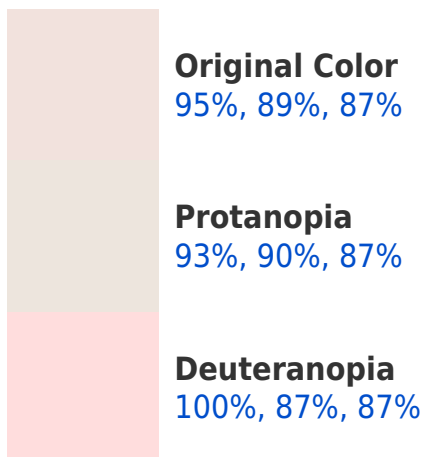 Original Color
95%, 89%, 87%
Protanopia
93%, 90%, 87%
Deuteranopia
100%, 87%, 87%